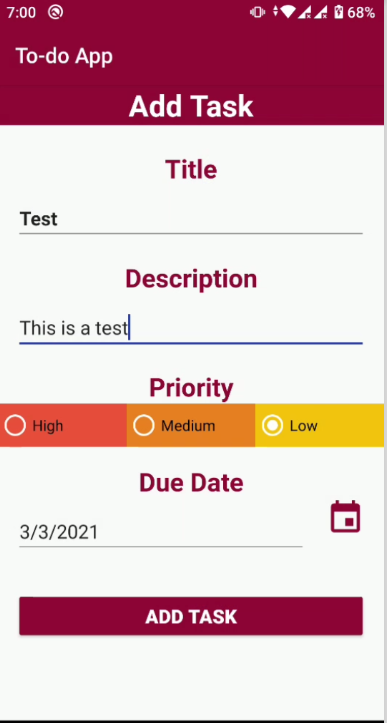 7:00 68%
To-do App
Add Task
Title
Test
Description
This is a test
Priority
High Medium Low
Due Date
3/3/2021
ADD TASK